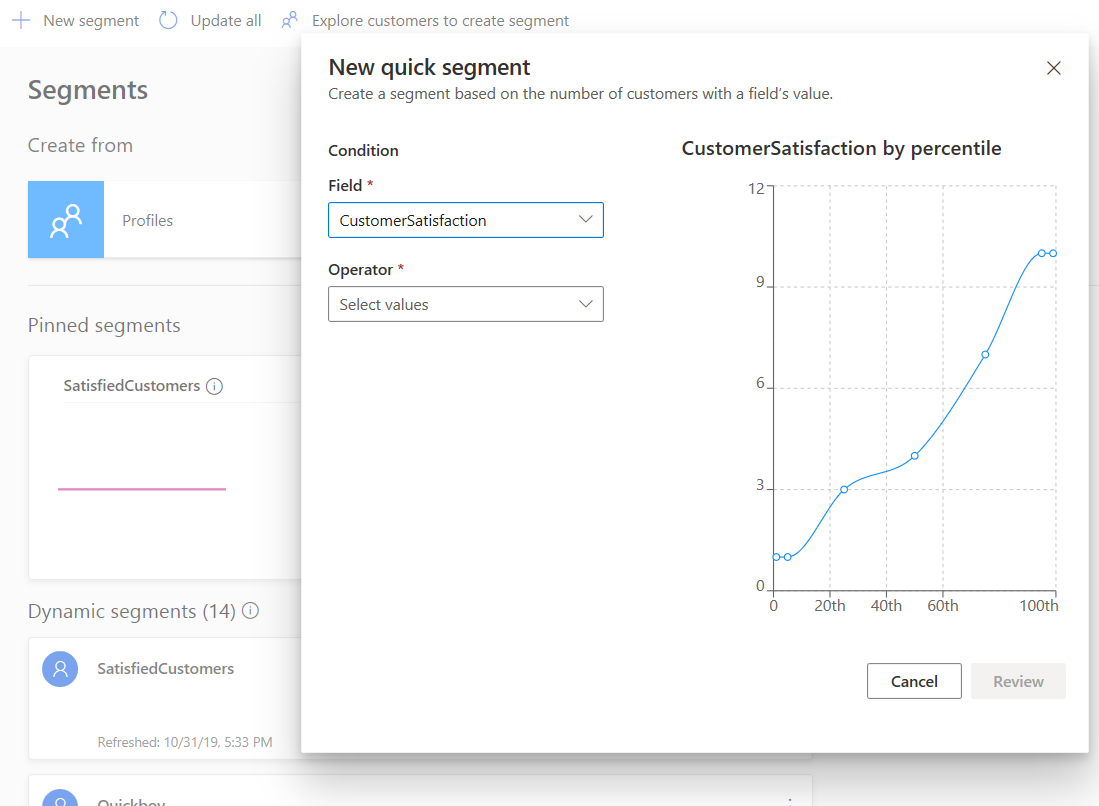 New segment Update all Explore customers to create segment
Segments
Create from
Profiles
Pinned segments
SatisfiedCustomers
Dynamic segments (14)
SatisfiedCustomers
Refreshed: 10/31/19, 5:33 PM
New quick segment
Create a segment based on the number of customers with a field's value.
Condition
Field *
CustomerSatisfaction
Operator *
Select values
CustomerSatisfaction by percentile
12
9
6
3
0
0 20th 40th 60th 100th
Cancel Review